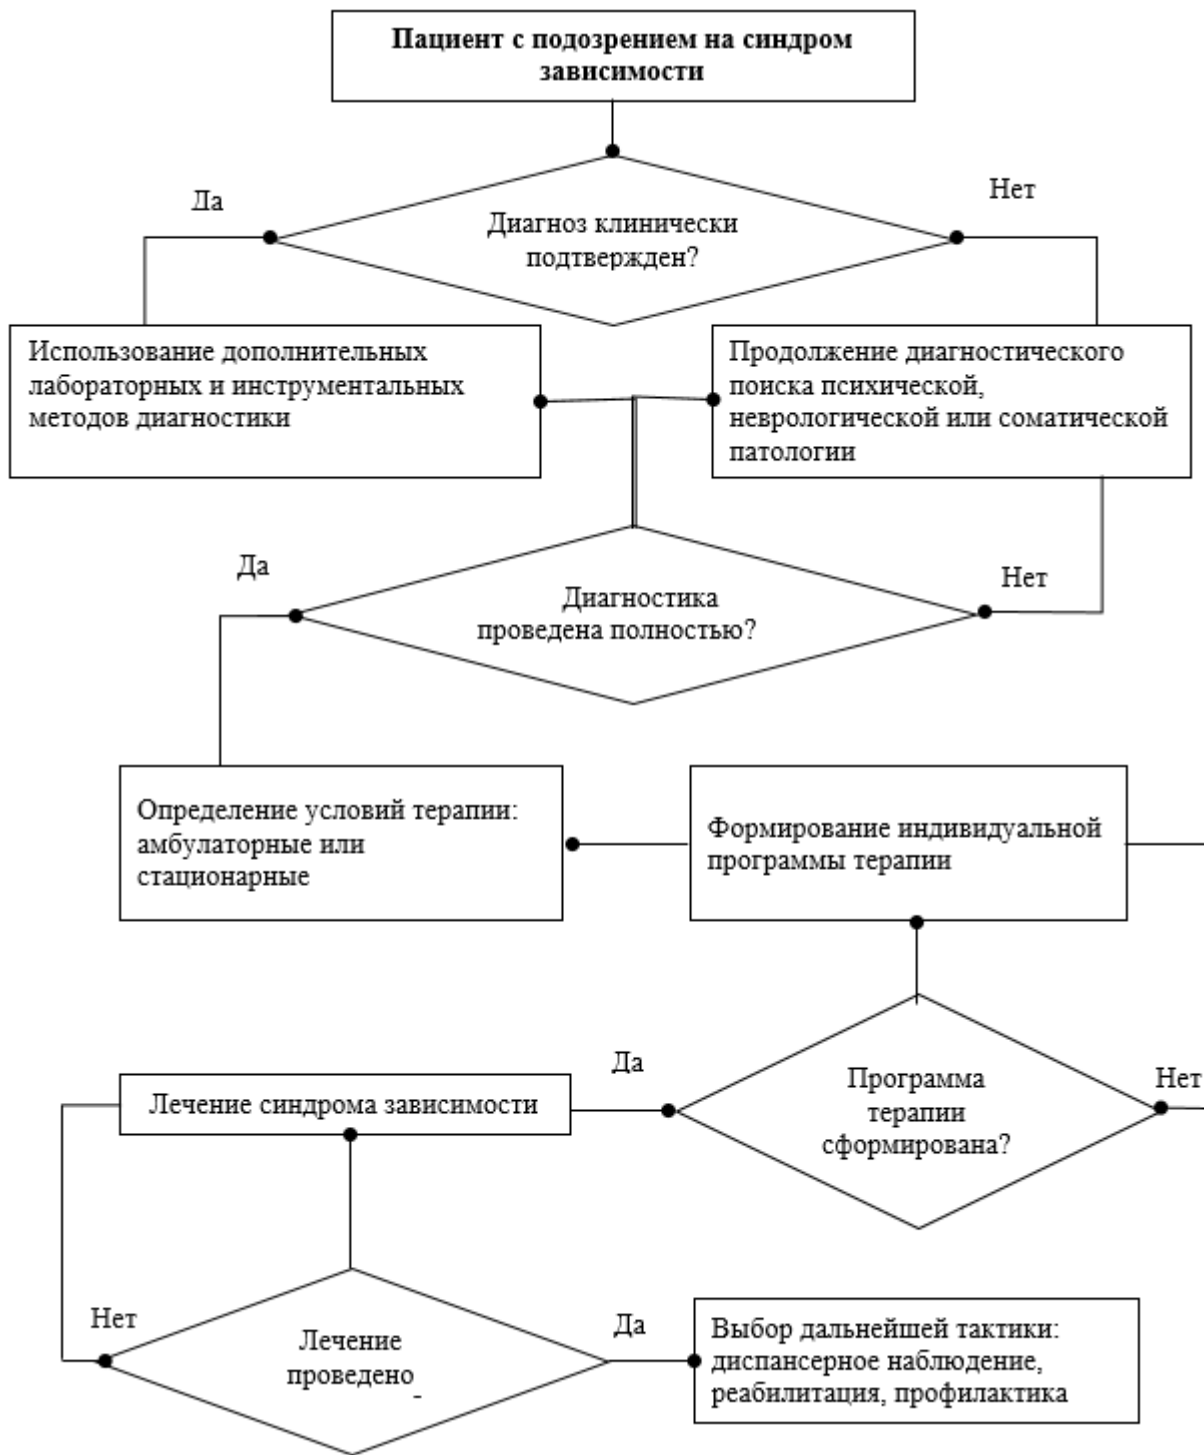 Пациент с подозрением на синдром
зависимости
Да
Нет
Диагноз клинически
подтвержден?
Использование дополнительных
лабораторных и инструментальных
методов диагностики
Продолжение диагностического
поиска психической,
неврологической или соматической
патологии
Да
Нет
Диагностика
проведена полностью?
Определение условий терапии:
амбулаторные или
стационарные
Формирование индивидуальной
программы терапии
Да
Нет
Программа
терапии
сформирована?
Лечение синдрома зависимости
Нет
Да
Лечение
проведено
Выбор дальнейшей тактики:
диспансерное наблюдение,
реабилитация, профилактика